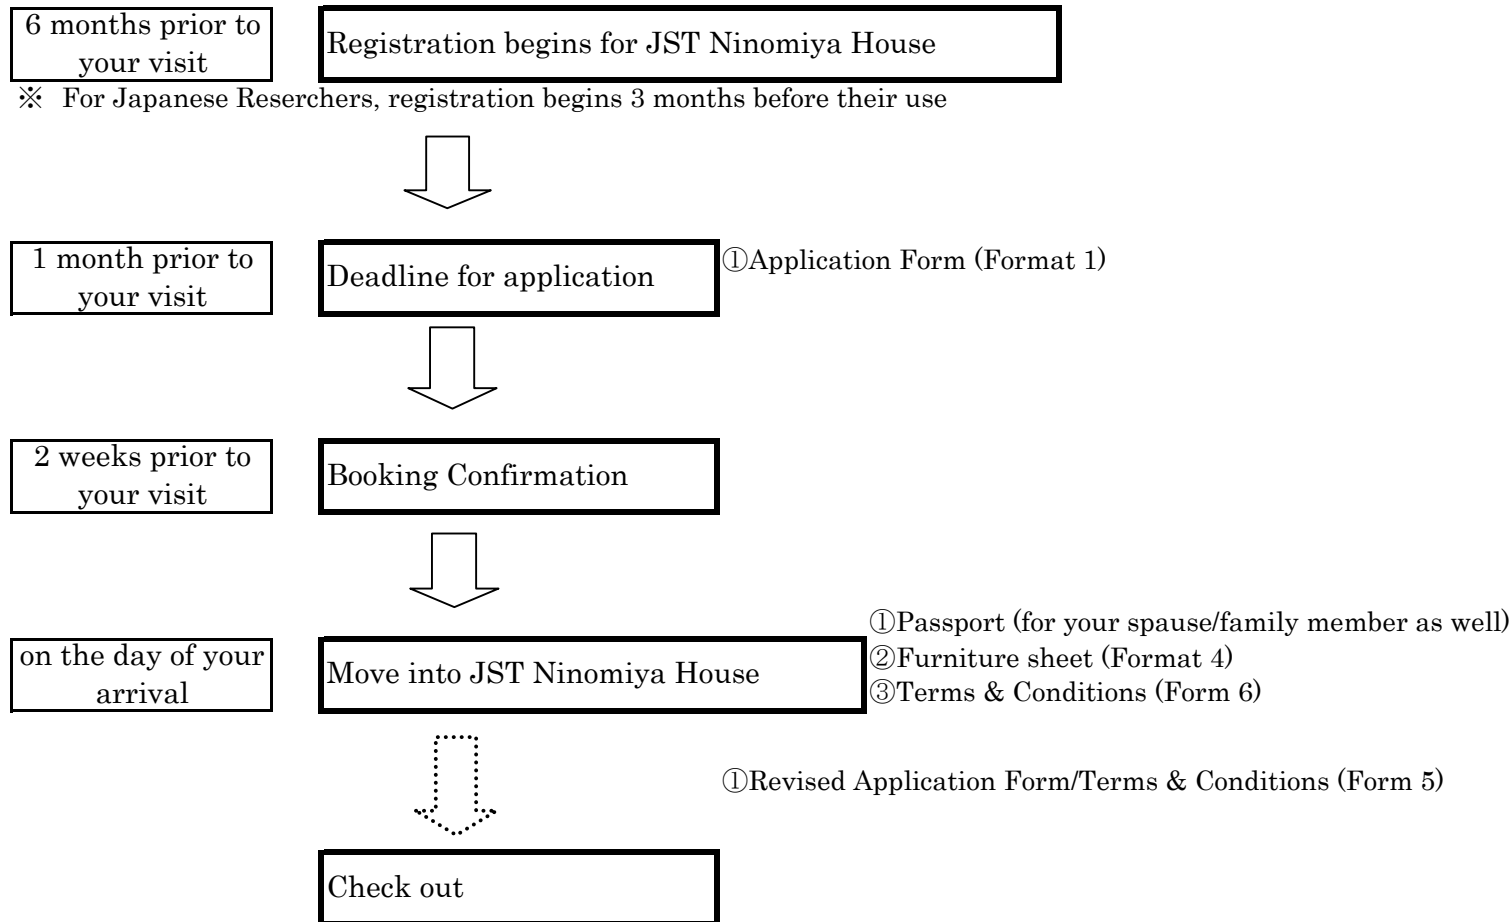 6 months prior to
your visit
Registration begins for JST Ninomiya House
※ For Japanese Reserchers, registration begins 3 months before their use
1 month prior to
your visit
Deadline for application
①Application Form (Format 1)
2 weeks prior to
your visit
Booking Confirmation
on the day of your
arrival
Move into JST Ninomiya House
①Passport (for your spause/family member as well)
②Furniture sheet (Format 4)
③Terms & Conditions (Form 6)
①Revised Application Form/Terms & Conditions (Form 5)
Check out